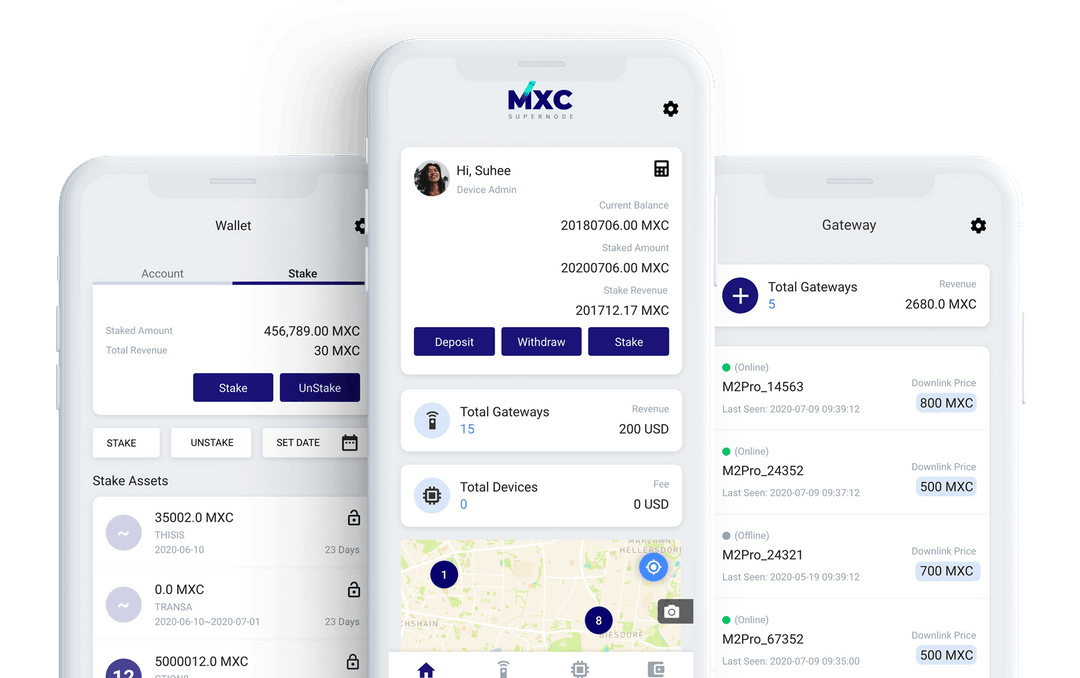 Wallet
Account
Stake
Staked Amount
456,789.00 MXC
Total Revenue
30 MXC
Stake
UnStake
STAKE
UNSTAKE
SET DATE
Stake Assets
~
35002.0 MXC
THISIS
2020-06-10
23 Days
~
0.0 MXC
TRANSA
2020-06-10~2020-07-01
23 Days
12
5000012.0 MXC
MXC
SUPERNODE
Hi, Suhee
Device Admin
Current Balance
20180706.00 MXC
Staked Amount
20200706.00 MXC
Stake Revenue
201712.17 MXC
Deposit
Withdraw
Stake
Total Gateways
15
Revenue
200 USD
Total Devices
0
Fee
0 USD
HELLERSDORF
1
8
CHSHAIN
BIESDORF
Gateway
Total Gateways
5
Revenue
2680.0 MXC
(Online)
M2Pro_14563
Last Seen: 2020-07-09 09:39:12
Downlink Price
800 MXC
(Online)
M2Pro_24352
Last Seen: 2020-07-09 09:37:12
Downlink Price
500 MXC
(Offline)
M2Pro_24321
Last Seen: 2020-05-19 09:39:12
Downlink Price
700 MXC
(Online)
M2Pro_67352
Last Seen: 2020-07-09 09:35:00
Downlink Price
500 MXC